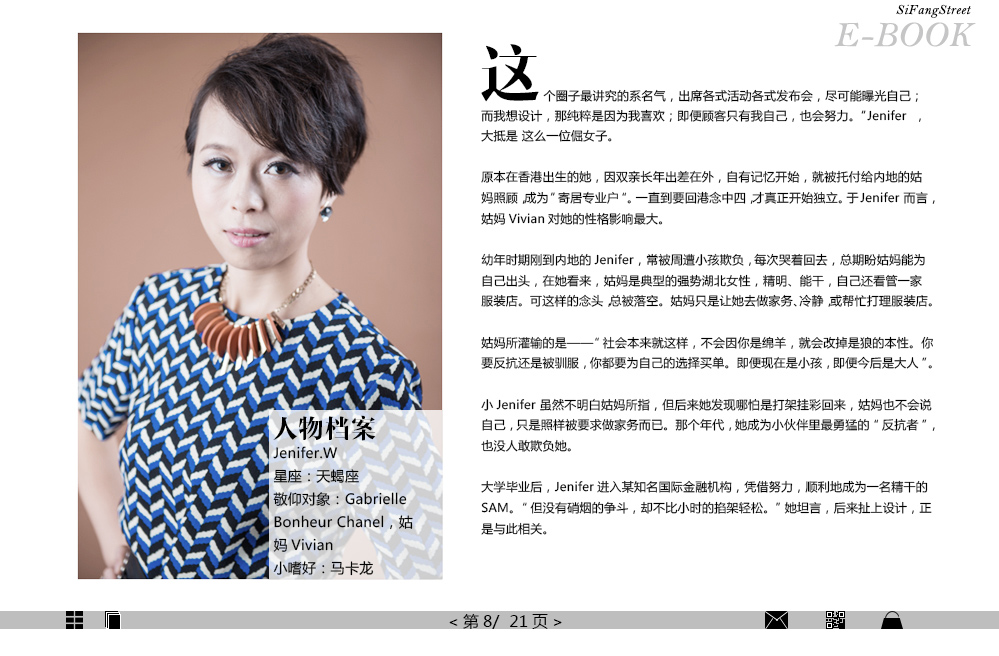 SiFangStreet
E-BOOK
这个圈子最讲究的系名气，出席各式活动各式发布会，尽可能曝光自己；
而我想设计，那纯粹是因为我喜欢；即便顾客只有我自己，也会努力。“Jenifer ，
大抵是 这么一位倔女子。
原本在香港出生的她，因双亲长年出差在外，自有记忆开始，就被托付给内地的姑
妈照顾 ,成为“ 寄居专业户 ”。一直到要回港念中四 ,才真正开始独立。于 Jenifer 而言，
姑妈 Vivian 对她的性格影响最大。
幼年时期刚到内地的 Jenifer，常被周遭小孩欺负，每次哭着回去，总期盼姑妈能为
自己出头，在她看来，姑妈是典型的强势湖北女性，精明、能干，自己还看管一家
服装店。可这样的念头 ,总被落空。姑妈只是让她去做家务、冷静 ,或帮忙打理服装店。
姑妈所灌输的是——“ 社会本来就这样，不会因你是绵羊，就会改掉是狼的本性。你
要反抗还是被驯服，你都要为自己的选择买单。即便现在是小孩，即便今后是大人 ”。
小 Jenifer 虽然不明白姑妈所指，但后来她发现哪怕是打架挂彩回来，姑妈也不会说
自己，只是照样被要求做家务而已。那个年代，她成为小伙伴里最勇猛的 “ 反抗者 ”，
也没人敢欺负她。
大学毕业后，Jenifer 进入某知名国际金融机构，凭借努力，顺利地成为一名精干的
SAM。“ 但没有硝烟的争斗，却不比小时的掐架轻松。” 她坦言，后来扯上设计，正
是与此相关。
人物档案
Jenifer.W
星座：天蝎座
敬仰对象：Gabrielle
Bonheur Chanel，姑
妈 Vivian
小嗜好：马卡龙
< 第 8/ 21 页 >